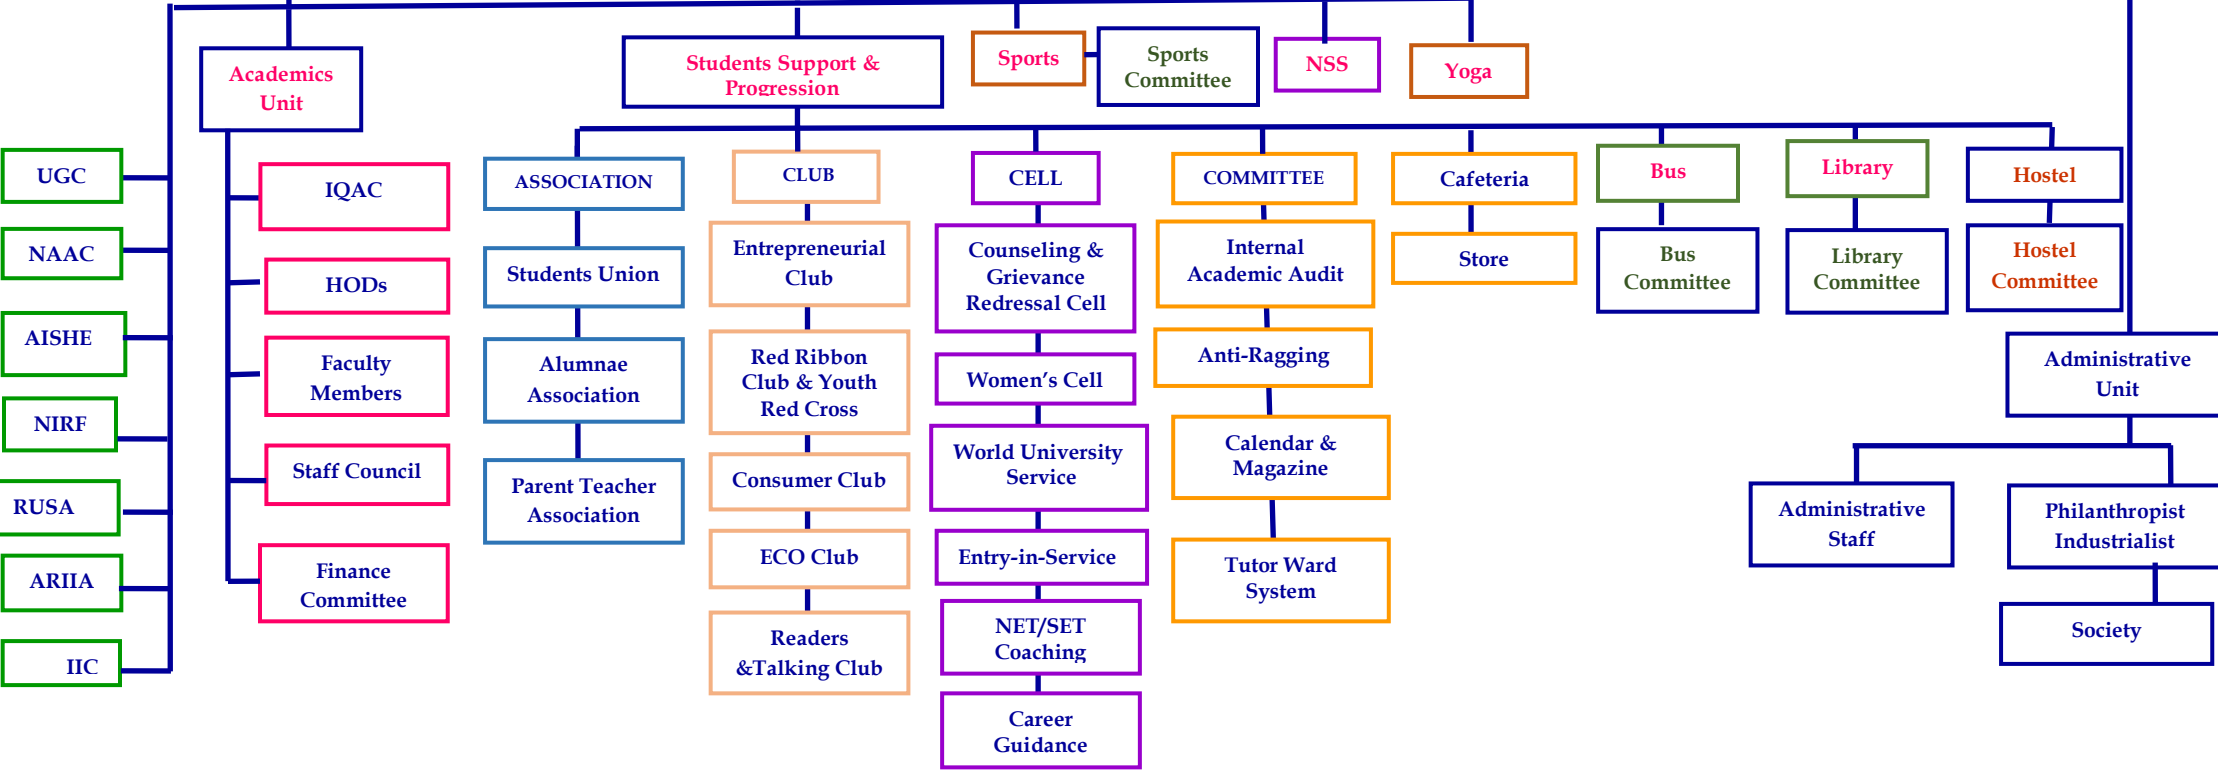 Academics
Unit
Students Support &
Progression
Sports
Sports
Committee
NSS
Yoga
UGC
NAAC
AISHE
NIRF
RUSA
ARIIA
IIC
IQAC
HODs
Faculty
Members
Staff Council
Finance
Committee
ASSOCIATION
Students Union
Alumnae
Association
Parent Teacher
Association
CLUB
Entrepreneurial
Club
Red Ribbon
Club & Youth
Red Cross
Consumer Club
ECO Club
Readers
&Talking Club
CELL
Counseling &
Grievance
Redressal Cell
Women’s Cell
World University
Service
Entry-in-Service
NET/SET
Coaching
Career
Guidance
COMMITTEE
Internal
Academic Audit
Anti-Ragging
Calendar &
Magazine
Tutor Ward
System
Cafeteria
Store
Bus
Bus
Committee
Library
Library
Committee
Hostel
Hostel
Committee
Administrative
Unit
Administrative
Staff
Philanthropist
Industrialist
Society